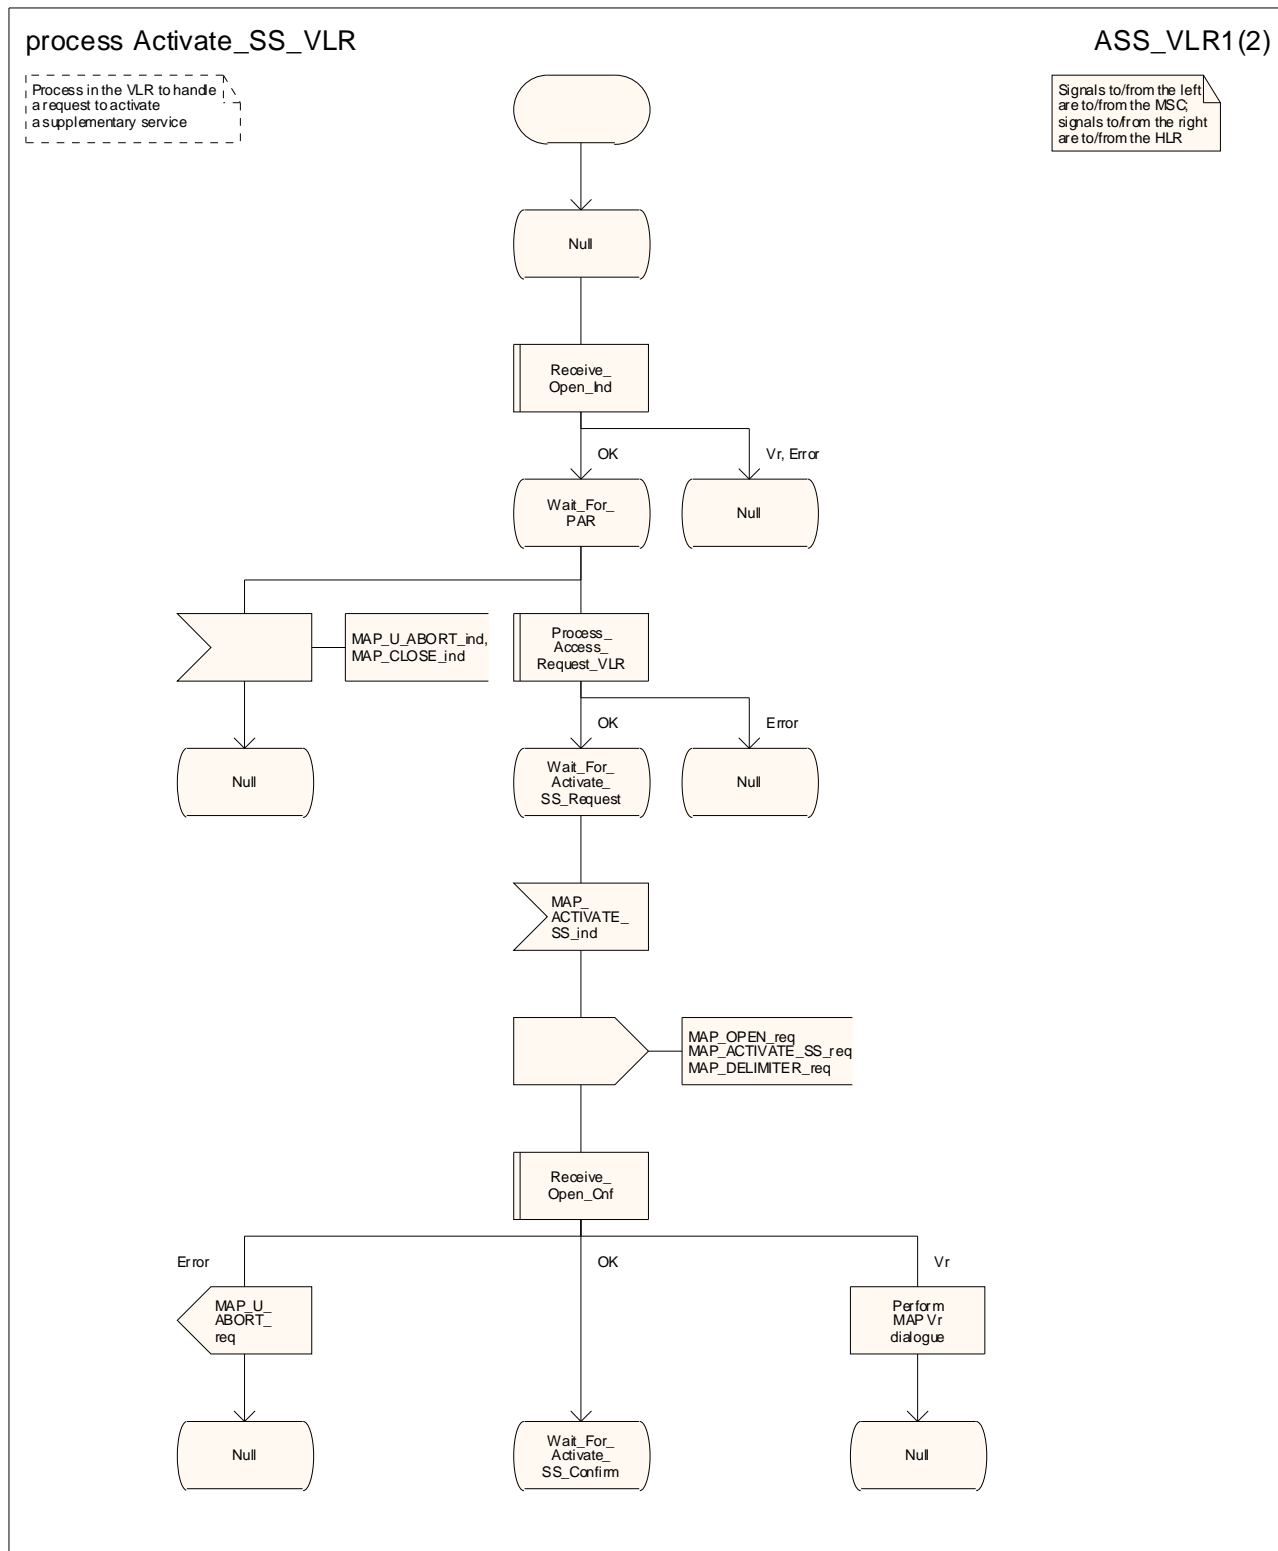 process Activate_SS_VLR
ASS_VLR1(2)
Process in the VLR to handle
a request to activate
a supplementary service
Signals to/from the left
are to/from the MSC;
signals to/from the right
are to/from the HLR
Null
Receive_
Open_Ind
OK
Vr, Error
Wait_For_
PAR
Null
MAP_U_ABORT_ind,
MAP_CLOSE_ind
Process_
Access_
Request_VLR
OK
Error
Null
Wait_For_
Activate_
SS_Request
Null
MAP_
ACTIVATE_
SS_ind
MAP_OPEN_req
MAP_ACTIVATE_SS_req
MAP_DELIMITER_req
Receive_
Open_Cnf
Error
OK
Vr
MAP_U_
ABORT_
req
Perform
MAP Vr
dialogue
Null
Wait_For_
Activate_
SS_Confirm
Null